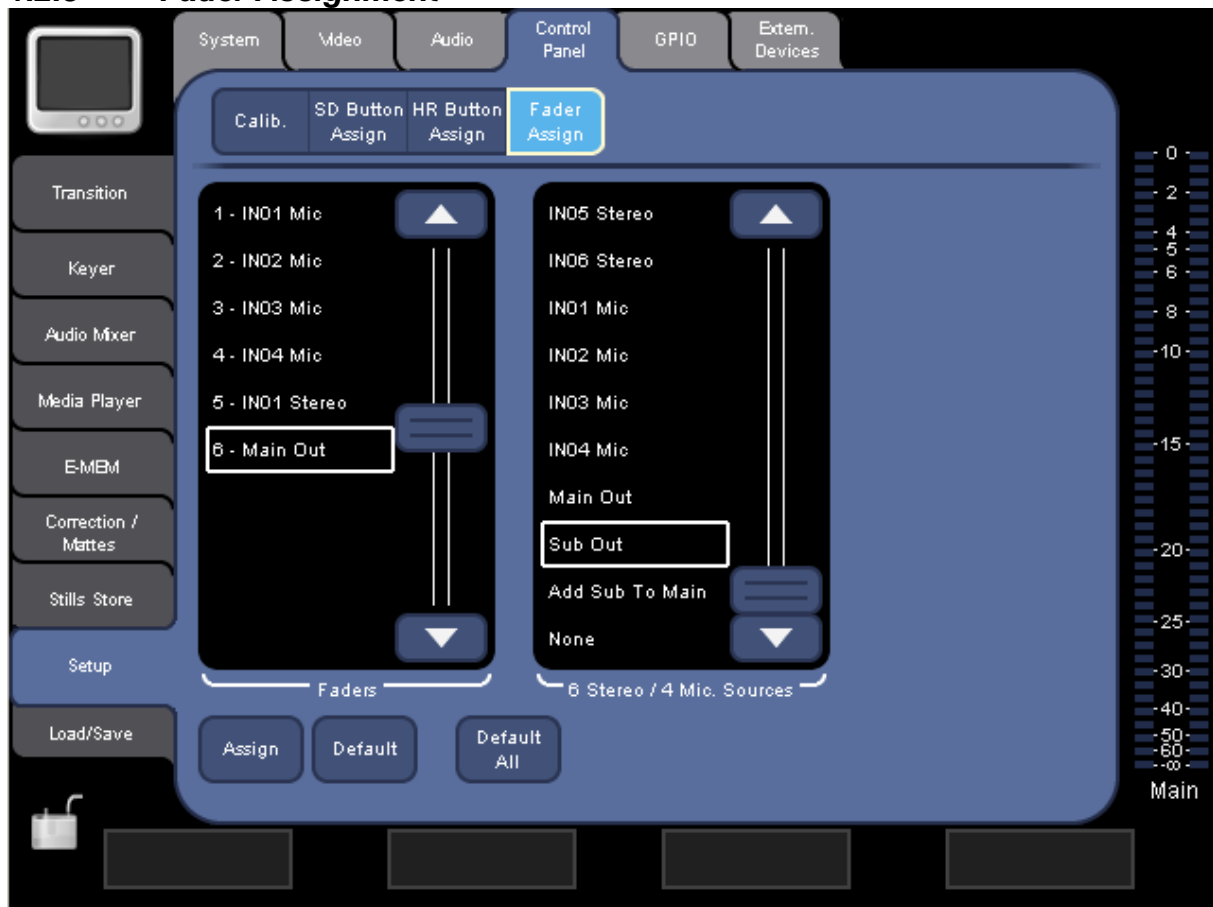 System
Video
Audio
Control
Panel
GPIO
Extern.
Devices
Calib.
SD Button
Assign
HR Button
Assign
Fader
Assign
Transition
Keyer
Audio Mixer
Media Player
E-MEM
Correction /
Mattes
Stills Store
Setup
Load/Save
1 - IN01 Mic
2 - IN02 Mic
3 - IN03 Mic
4 - IN04 Mic
5 - IN01 Stereo
6 - Main Out
Faders
IN05 Stereo
IN06 Stereo
IN01 Mic
IN02 Mic
IN03 Mic
IN04 Mic
Main Out
Sub Out
Add Sub To Main
None
6 Stereo / 4 Mic. Sources
Assign
Default
Default
All
- 0 -
- 2 -
- 4 -
- 5 -
- 6 -
- 8 -
-10-
-15-
-20-
-25-
-30-
-40-
-50-
-60-
--∞-
Main